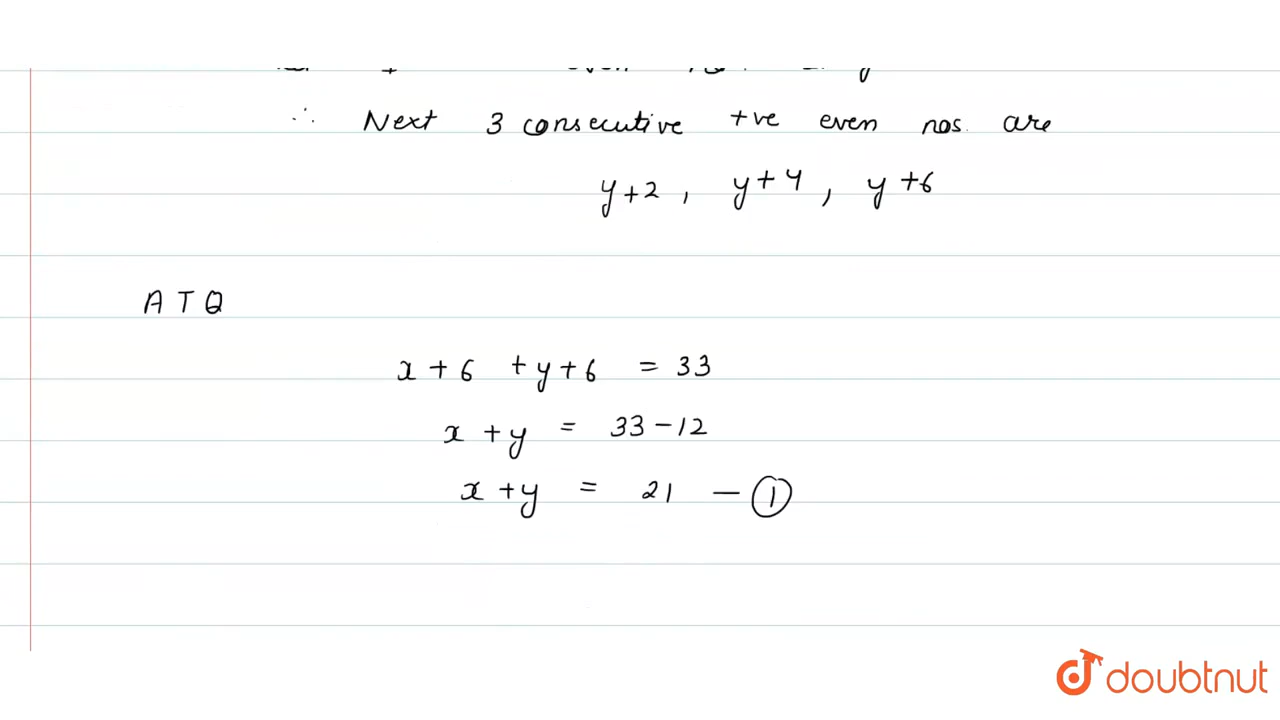 ∴ Next 3 consecutive +ve even nos. are
y+2 , y+4 , y+6
A T Q
x + 6 + y + 6 = 33
x + y = 33 - 12
x + y = 21 - ①
doubtnut